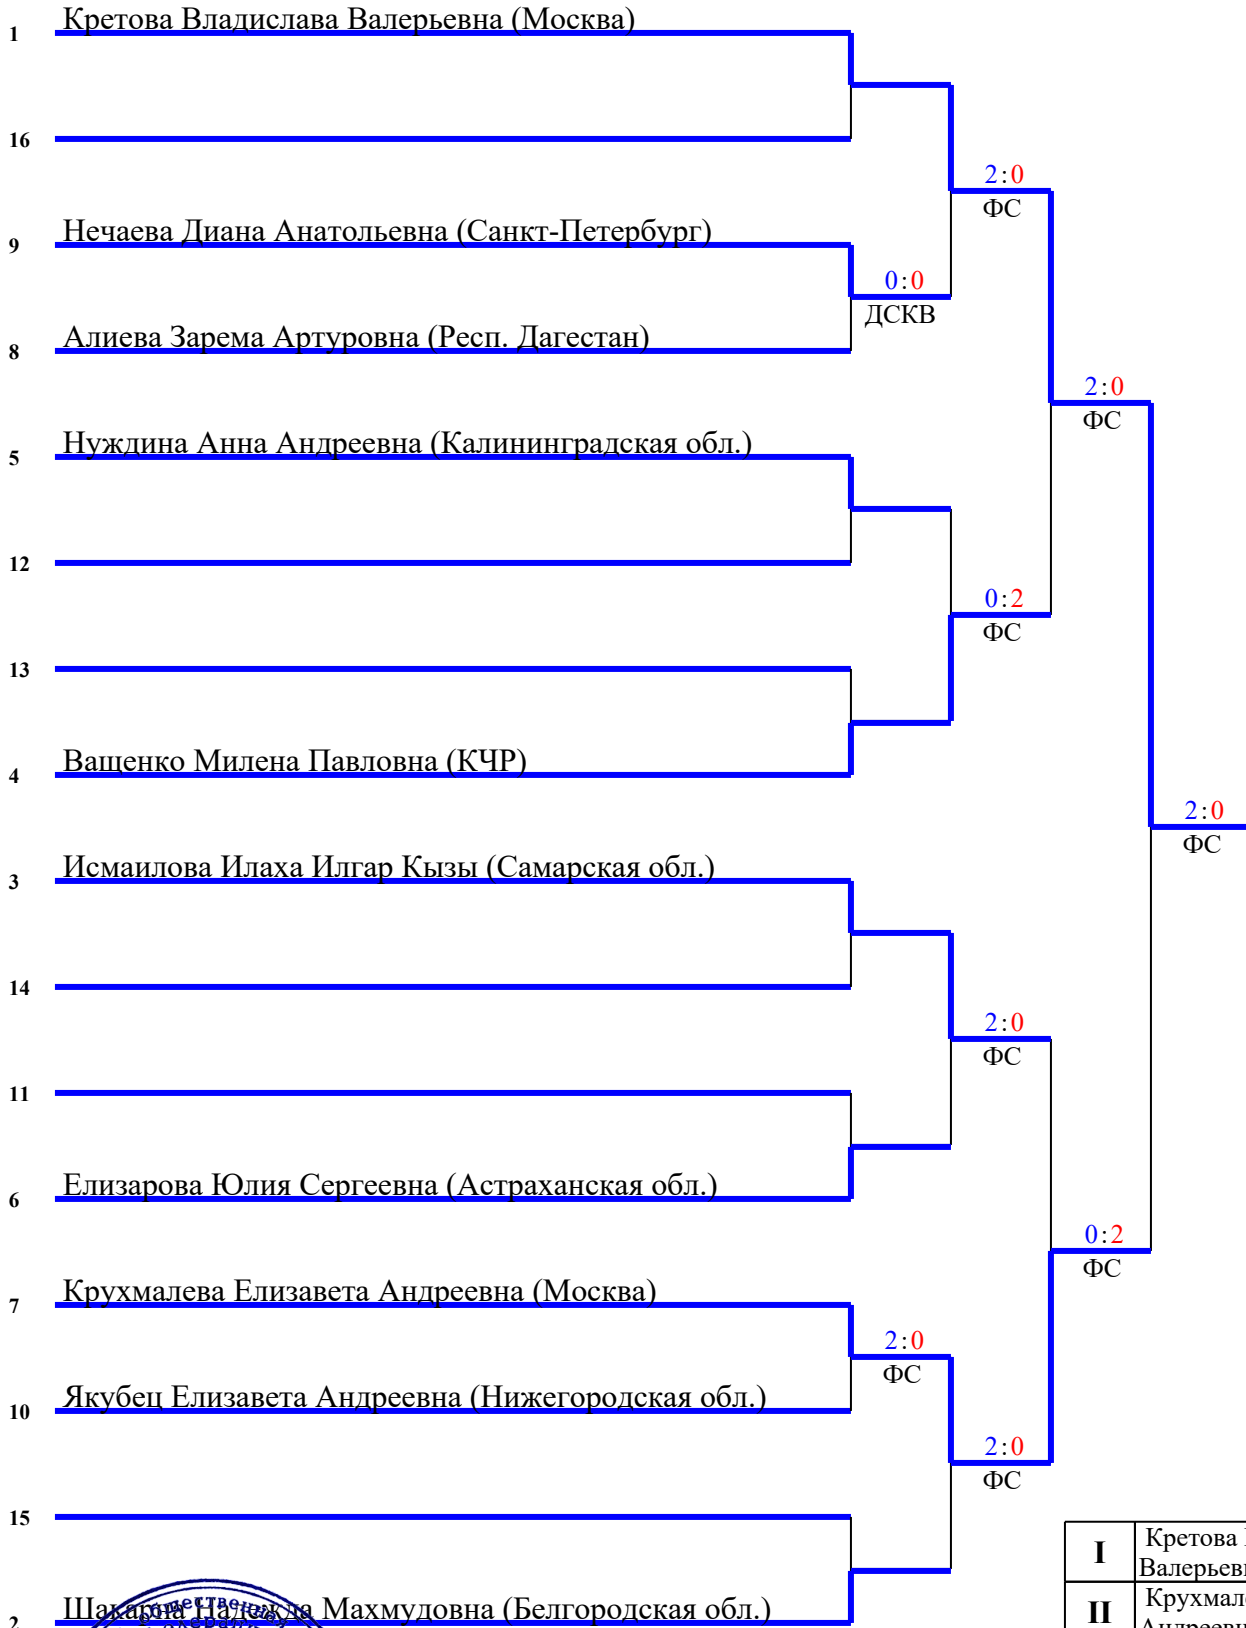 1 Кретова Владислава Валерьевна (Москва)
16
2:0
ФС
9 Нечаева Диана Анатольевна (Санкт-Петербург)
0:0
ДСКВ
8 Алиева Зарема Артуровна (Респ. Дагестан)
2:0
ФС
5 Нуждина Анна Андреевна (Калининградская обл.)
12
0:2
ФС
13
4 Ващенко Милена Павловна (КЧР)
2:0
ФС
3 Исмаилова Илаха Илгар Кызы (Самарская обл.)
14
2:0
ФС
11
6 Елизарова Юлия Сергеевна (Астраханская обл.)
0:2
ФС
7 Крухмалева Елизавета Андреевна (Москва)
2:0
ФС
10 Якубец Елизавета Андреевна (Нижегородская обл.)
2:0
ФС
15
I Кретова
Валерьев
2 Махмудовна (Белгородская обл.)
II Крухмал
Андреевн